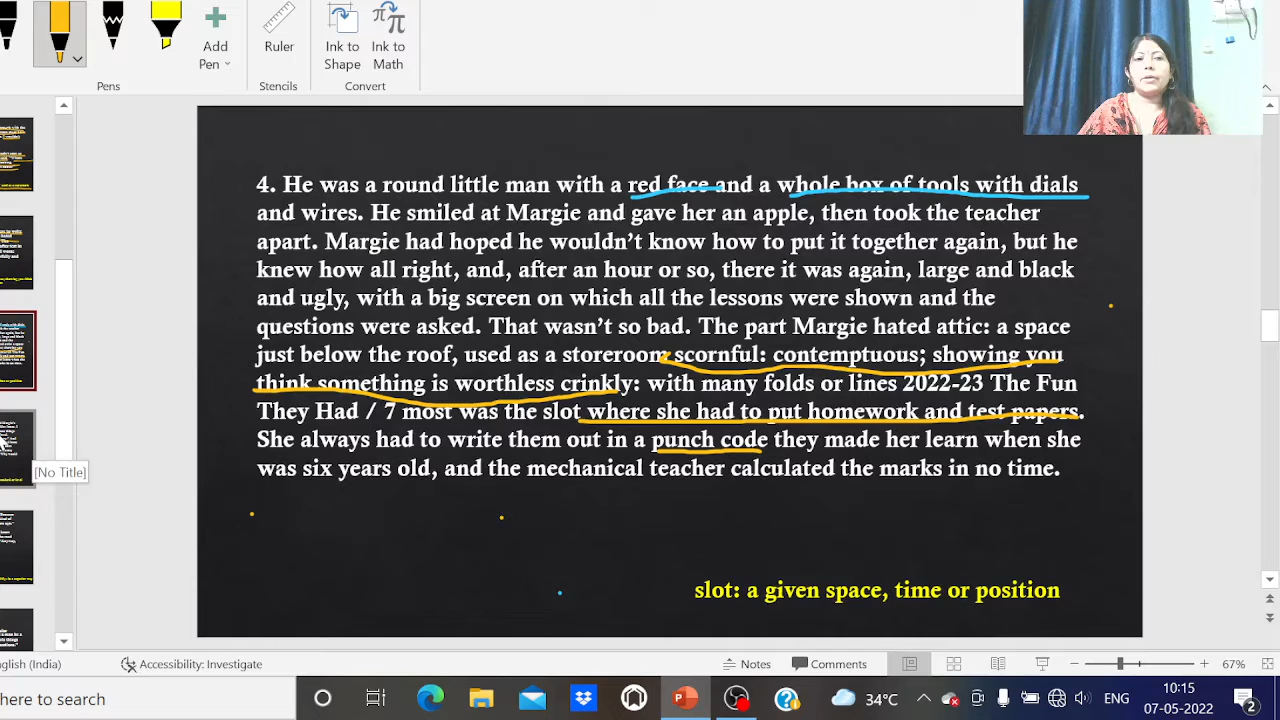 Add
Pen
Ruler
Ink to
Shape
Ink to
Math
Pens
Stencils
Convert
4. He was a round little man with a red face and a whole box of tools with dials
and wires. He smiled at Margie and gave her an apple, then took the teacher
apart. Margie had hoped he wouldn't know how to put it together again, but he
knew how all right, and, after an hour or so, there it was again, large and black
and ugly, with a big screen on which all the lessons were shown and the
questions were asked. That wasn't so bad. The part Margie hated attic: a space
just below the roof, used as a storeroom scornful: contemptuous; showing you
think something is worthless crinkly: with many folds or lines 2022-23 The Fun
They Had / 7 most was the slot where she had to put homework and test papers.
She always had to write them out in a punch code they made her learn when she
was six years old, and the mechanical teacher calculated the marks in no time.
[No Title]
slot: a given space, time or position
nglish (India)
Accessibility: Investigate
Notes
Comments
67%
here to search
34°C
ENG
10:15
07-05-2022
2